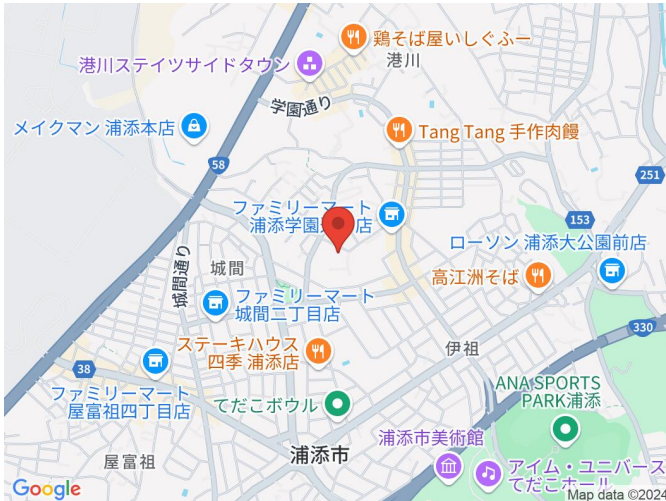 鶏そば屋いしぐふー
港川
港川ステイツサイドタウン
学園通り
メイクマン 浦添本店
Tang Tang 手作肉饅
58
251
ファミリーマート
153
ローソン 浦添大公園前店
城間通り
城間
高江洲そば
ファミリーマート
城間二丁目店
330
ステーキハウス
四季 浦添店
伊祖
38
ファミリーマート
屋富祖四丁目店
ANA SPORTS
PARK浦添
てだこボウル
浦添市美術館
浦添市
屋富祖
アイム・ユニバース
てだこホール
Google
Map data ©2024